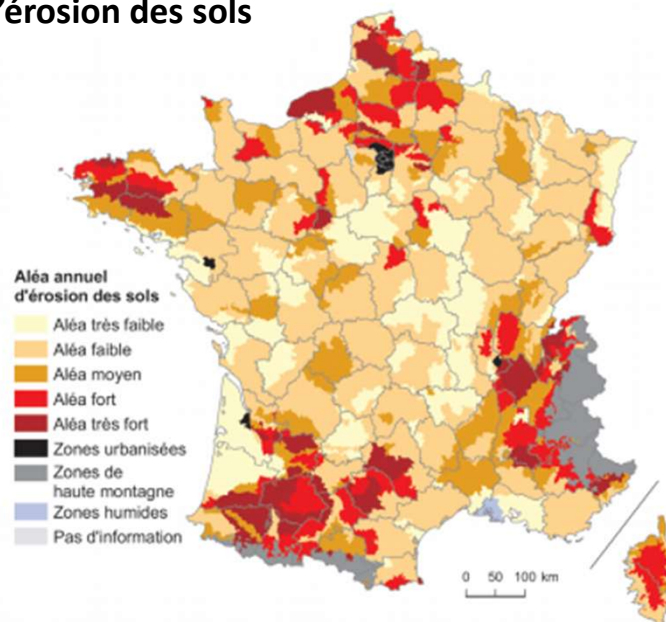 'érosion des sols
Aléa annuel
d'érosion des sols
Aléa très faible
Aléa faible
Aléa moyen
Aléa fort
Aléa très fort
Zones urbanisées
Zones de
haute montagne
Zones humides
Pas d'information
0 50 100 km